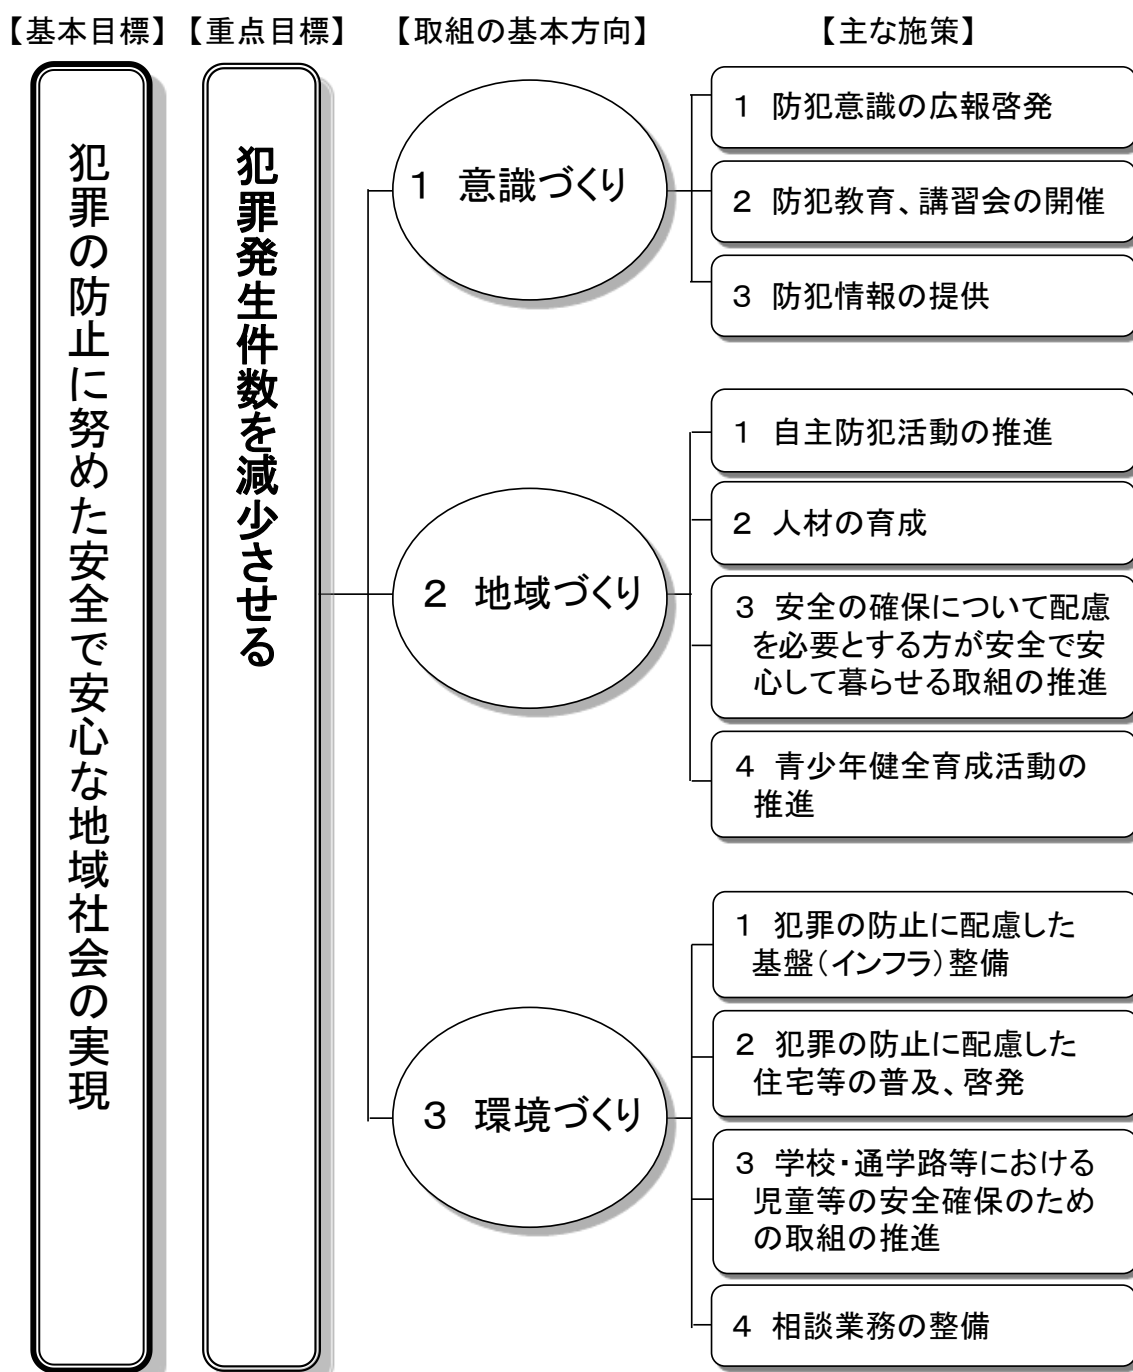 【基本目標】 【重点目標】 【取組の基本方向】 【主な施策】
犯罪の防止に努めた安全で安心な地域社会の実現
犯罪発生件数を減少させる
1 意識づくり
1 防犯意識の広報啓発
2 防犯教育、講習会の開催
3 防犯情報の提供
2 地域づくり
1 自主防犯活動の推進
2 人材の育成
3 安全の確保について配慮
を必要とする方が安全で安
心して暮らせる取組の推進
4 青少年健全育成活動の
推進
3 環境づくり
1 犯罪の防止に配慮した
基盤(インフラ)整備
2 犯罪の防止に配慮した
住宅等の普及、啓発
3 学校・通学路等における
児童等の安全確保のため
の取組の推進
4 相談業務の整備